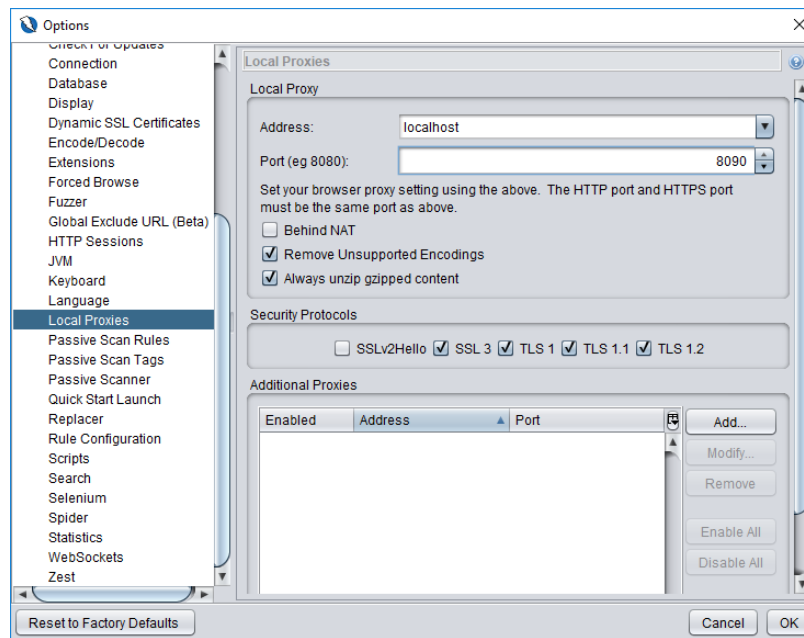 Options
Check For Updates
Connection
Database
Display
Dynamic SSL Certificates
Encode/Decode
Extensions
Forced Browse
Fuzzer
Global Exclude URL (Beta)
HTTP Sessions
JVM
Keyboard
Language
Local Proxies
Passive Scan Rules
Passive Scan Tags
Passive Scanner
Quick Start Launch
Replacer
Rule Configuration
Scripts
Search
Selenium
Spider
Statistics
WebSockets
Zest
Local Proxies
Local Proxy
Address: localhost
Port (eg 8080): 8090
Set your browser proxy setting using the above. The HTTP port and HTTPS port
must be the same port as above.
Behind NAT
Remove Unsupported Encodings
Always unzip gzipped content
Security Protocols
SSLv2Hello SSL 3 TLS 1 TLS 1.1 TLS 1.2
Additional Proxies
Enabled Address Port
Add...
Modify...
Remove
Enable All
Disable All
Reset to Factory Defaults Cancel OK